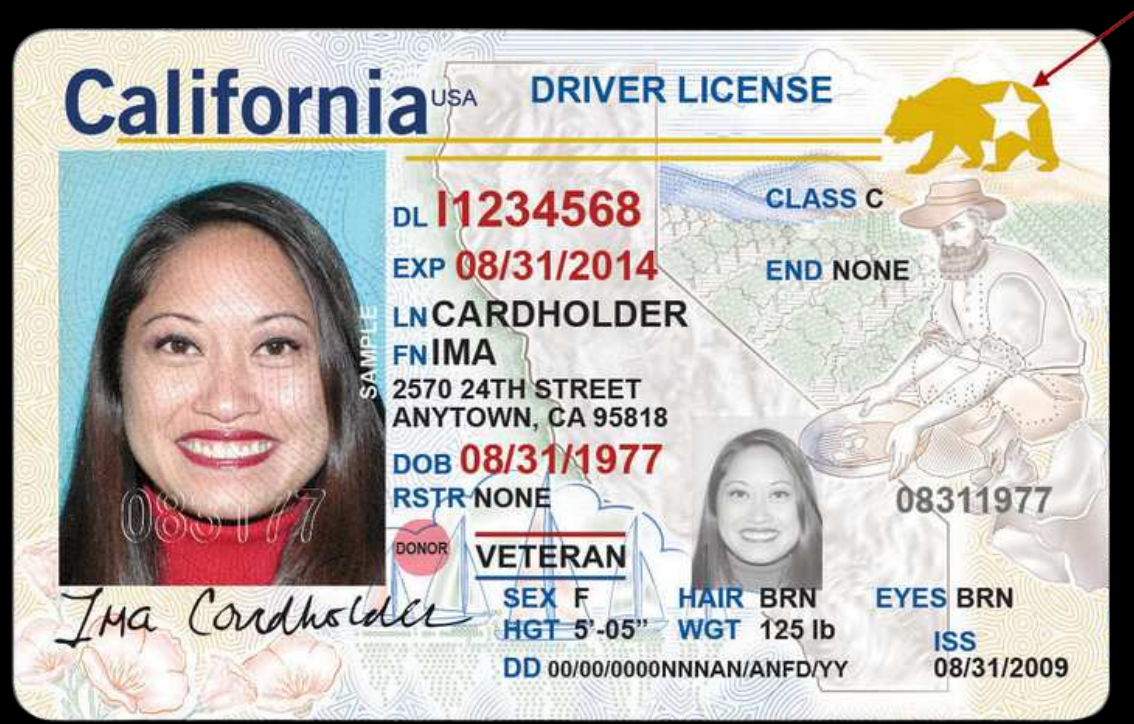 California USA DRIVER LICENSE
DL I1234568 CLASS C
EXP 08/31/2014 END NONE
LN CARDHOLDER
FN IMA
2570 24TH STREET
ANYTOWN, CA 95818
DOB 08/31/1977
RSTR NONE 08311977
SAMPLE
083177
DONOR VETERAN
Ima Cardholder
SEX F HAIR BRN EYES BRN
HGT 5'-05" WGT 125 lb ISS
DD 00/00/0000NNNAN/ANFD/YY 08/31/2009